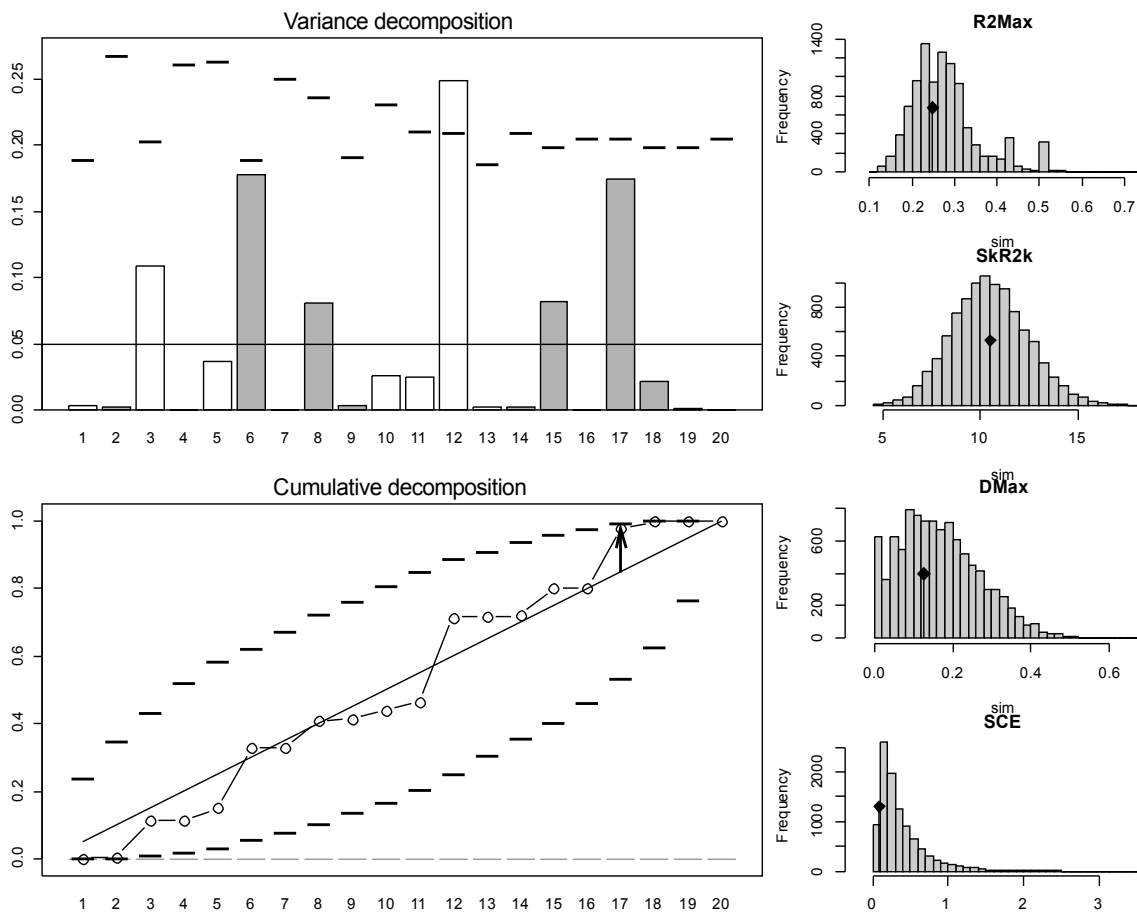 Variance decomposition
0.25
0.20
0.15
0.10
0.05
0.00
1 2 3 4 5 6 7 8 9 10 11 12 13 14 15 16 17 18 19 20
Cumulative decomposition
1.0
0.8
0.6
0.4
0.2
0.0
1 2 3 4 5 6 7 8 9 10 11 12 13 14 15 16 17 18 19 20
R2Max
Frequency
1400
800
400
0
0.1 0.2 0.3 0.4 0.5 0.6 0.7
sim
SkR2k
Frequency
800
400
0
5 10 15
sim
DMax
Frequency
600
400
200
0
0.0 0.2 0.4 0.6
sim
SCE
Frequency
2000
1000
0
0 1 2 3